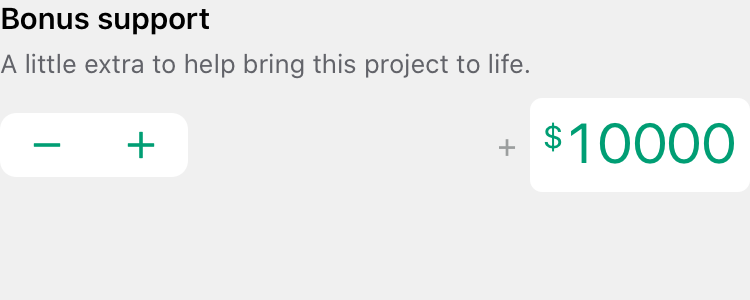 Bonus support
A little extra to help bring this project to life.
− + + $10000